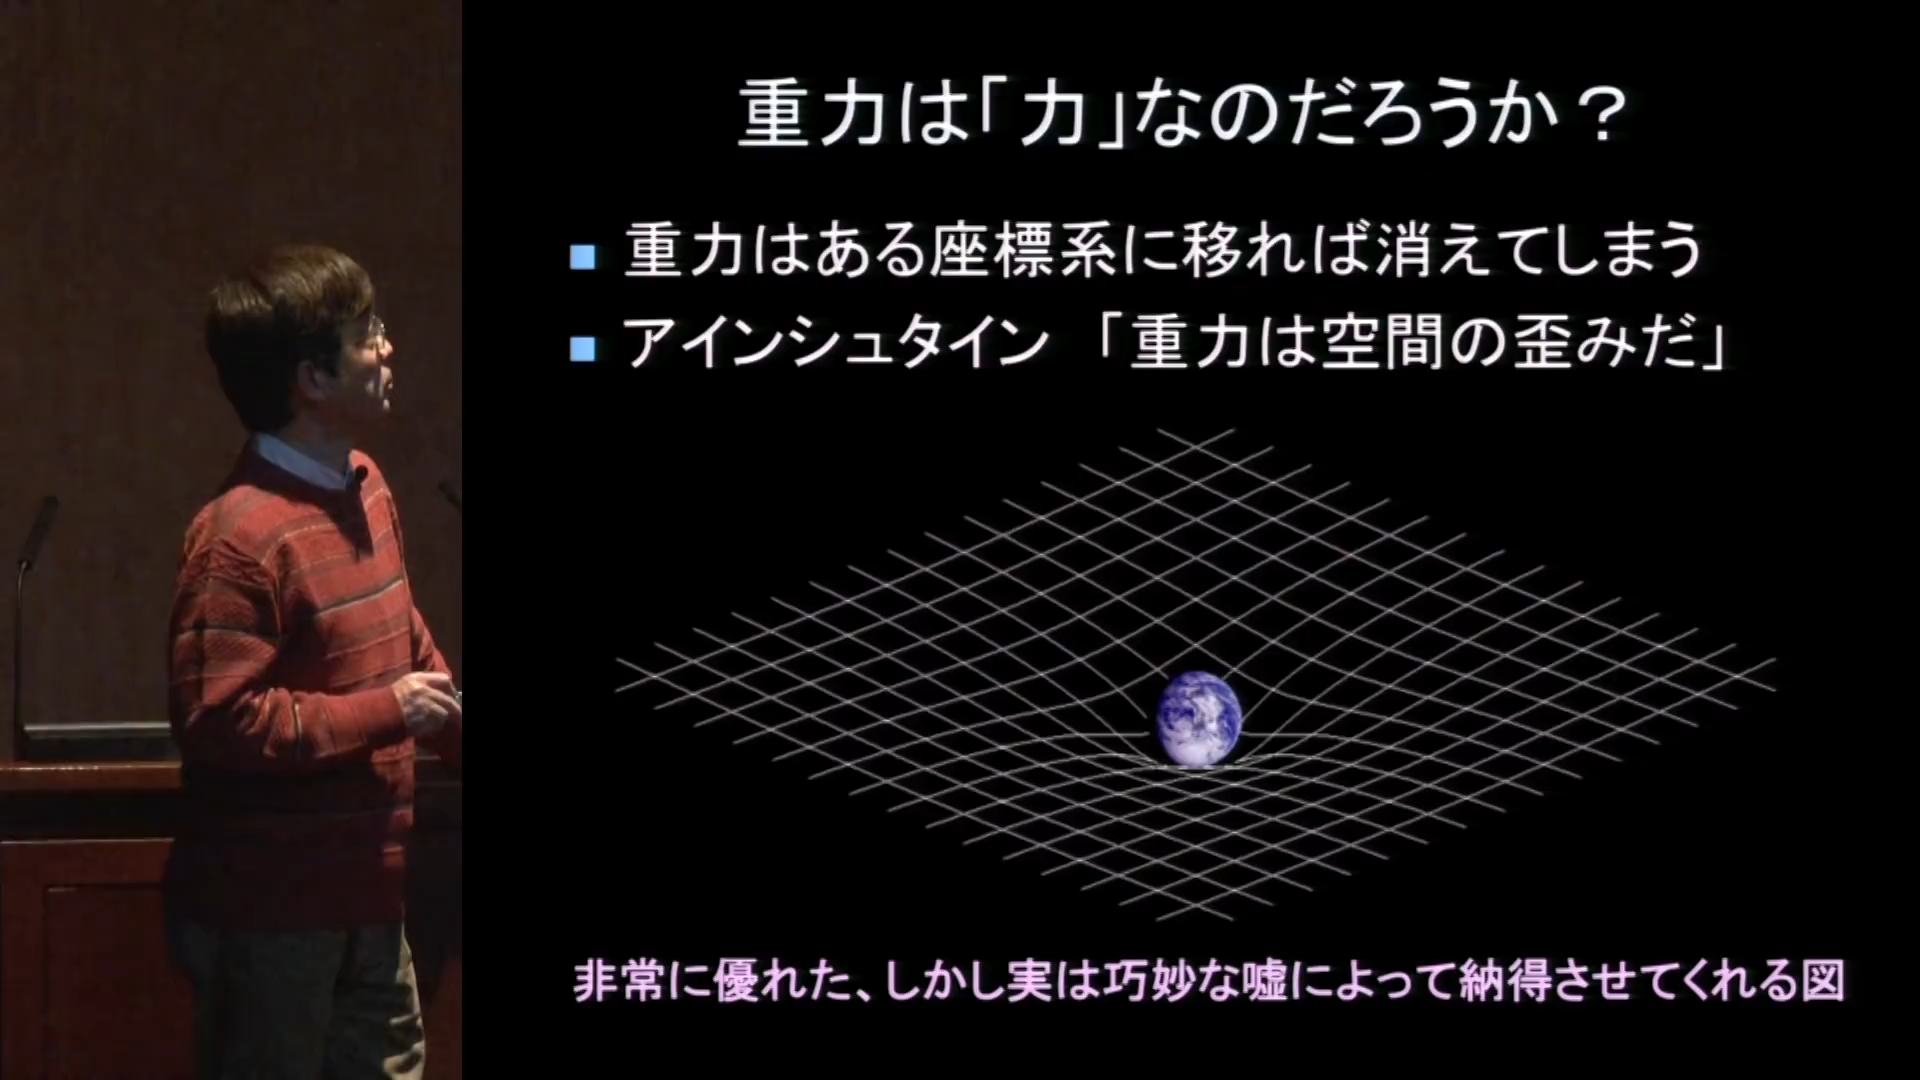 重力は「力」なのだろうか？
重力はある座標系に移れば消えてしまう
アインシュタイン 「重力は空間の歪みだ」
非常に優れた、しかし実は巧妙な嘘によって納得させてくれる図